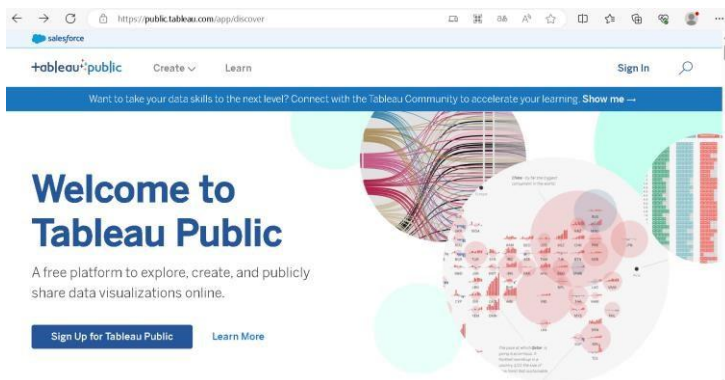 https://public.tableau.com/app/discover
salesforce
+ableau public Create Learn Sign In
Want to take your data skills to the next level? Connect with the Tableau Community to accelerate your learning. Show me →
Welcome to
Tableau Public
A free platform to explore, create, and publicly
share data visualizations online.
Sign Up for Tableau Public Learn More